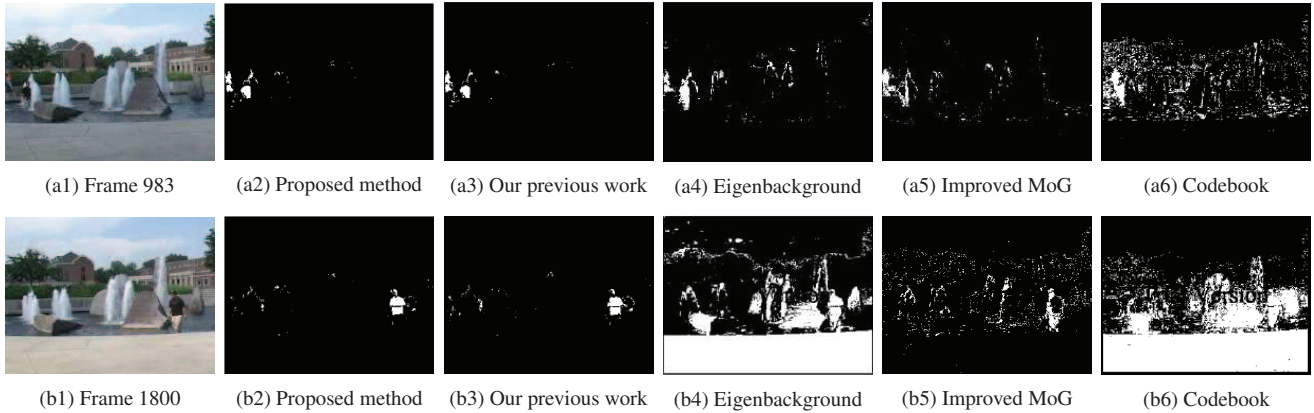 (a1) Frame 983
(a2) Proposed method
(a3) Our previous work
(a4) Eigenbackground
(a5) Improved MoG
(a6) Codebook
Version
(b1) Frame 1800
(b2) Proposed method
(b3) Our previous work
(b4) Eigenbackground
(b5) Improved MoG
(b6) Codebook